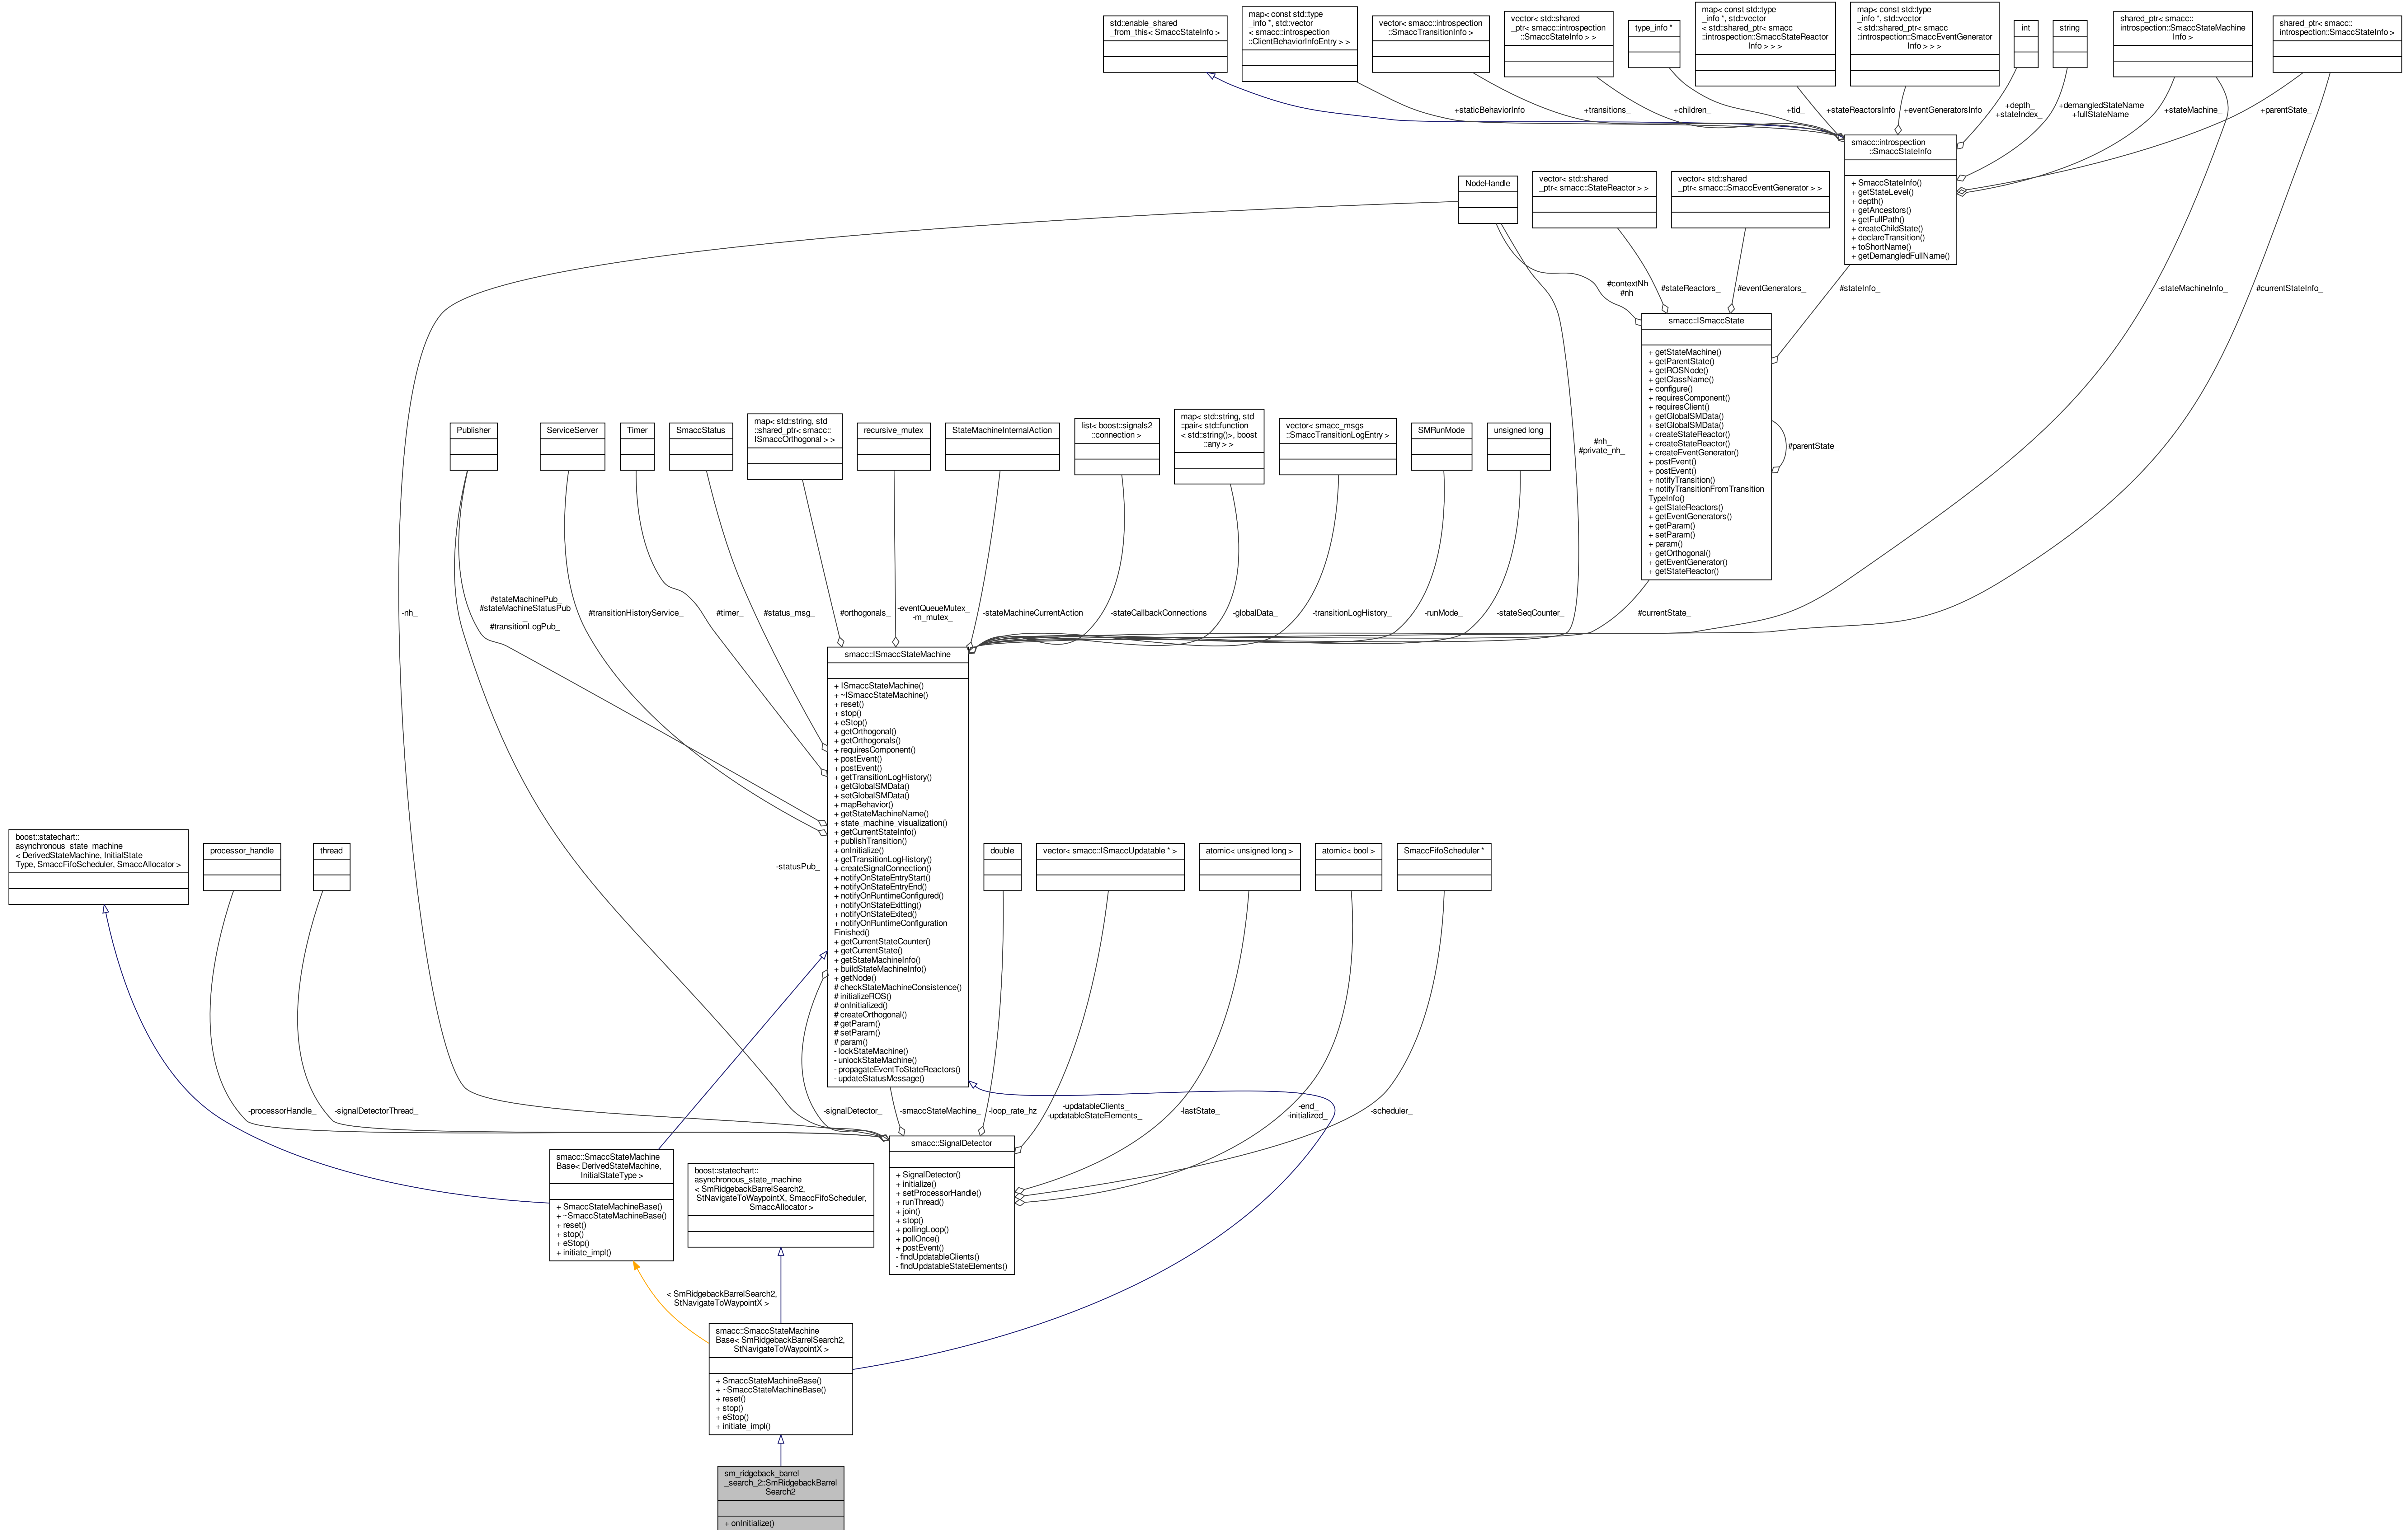 std::enable_shared
_from_this< SmaccStateInfo >
map< const std::type
_info *, std::vector
< smacc::introspection
::ClientBehaviorInfoEntry > >
vector< smacc::introspection
::SmaccTransitionInfo >
vector< std::shared
_ptr< smacc::introspection
::SmaccStateInfo > >
type_info *
map< const std::type
_info *, std::vector
< std::shared_ptr< smacc
::introspection::SmaccStateReactor
Info > > >
map< const std::type
_info *, std::vector
< std::shared_ptr< smacc
::introspection::SmaccEventGenerator
Info > > >
int
string
shared_ptr< smacc::
introspection::SmaccStateMachine
Info >
shared_ptr< smacc::
introspection::SmaccStateInfo >
+staticBehaviorInfo
+transitions_
+children_
+tid_
+stateReactorsInfo
+eventGeneratorsInfo
+depth_
+stateIndex_
+demangledStateName
+fullStateName
+stateMachine_
+parentState_
smacc::introspection
::SmaccStateInfo
+ SmaccStateInfo()
+ getStateLevel()
+ depth()
+ getAncestors()
+ getFullPath()
+ createChildState()
+ declareTransition()
+ toShortName()
+ getDemangledFullName()
NodeHandle
vector< std::shared
_ptr< smacc::StateReactor > >
vector< std::shared
_ptr< smacc::SmaccEventGenerator > >
#contextNh
#nh
#stateReactors_
#eventGenerators_
#stateInfo_
-stateMachineInfo_
#currentStateInfo_
smacc::ISmaccState
+ getStateMachine()
+ getParentState()
+ getROSNode()
+ getClassName()
+ configure()
+ requiresComponent()
+ requiresClient()
+ getGlobalSMData()
+ setGlobalSMData()
+ createStateReactor()
+ createStateReactor()
+ createEventGenerator()
+ postEvent()
+ postEvent()
+ notifyTransition()
+ notifyTransitionFromTransition
TypeInfo()
+ getStateReactors()
+ getEventGenerators()
+ getParam()
+ setParam()
+ param()
+ getOrthogonal()
+ getEventGenerator()
+ getStateReactor()
#parentState_
Publisher
ServiceServer
Timer
SmaccStatus
map< std::string, std
::shared_ptr< smacc::
ISmaccOrthogonal > >
recursive_mutex
StateMachineInternalAction
list< boost::signals2
::connection >
map< std::string, std
::pair< std::function
< std::string()>, boost
::any > >
vector< smacc_msgs
::SmaccTransitionLogEntry >
SMRunMode
unsigned long
#nh_
#private_nh_
-nh_
#stateMachinePub_
#stateMachineStatusPub
_
#transitionLogPub_
#transitionHistoryService_
#timer_
#status_msg_
#orthogonals_
-eventQueueMutex_
-m_mutex_
-stateMachineCurrentAction
-stateCallbackConnections
-globalData_
-transitionLogHistory_
-runMode_
-stateSeqCounter_
#currentState_
smacc::ISmaccStateMachine
+ ISmaccStateMachine()
+ ~ISmaccStateMachine()
+ reset()
+ stop()
+ eStop()
+ getOrthogonal()
+ getOrthogonals()
+ requiresComponent()
+ postEvent()
+ postEvent()
+ getTransitionLogHistory()
+ getGlobalSMData()
+ setGlobalSMData()
+ mapBehavior()
+ getStateMachineName()
+ state_machine_visualization()
+ getCurrentStateInfo()
+ publishTransition()
+ onInitialize()
+ getTransitionLogHistory()
+ createSignalConnection()
+ notifyOnStateEntryStart()
+ notifyOnStateEntryEnd()
+ notifyOnRuntimeConfigured()
+ notifyOnStateExitting()
+ notifyOnStateExited()
+ notifyOnRuntimeConfiguration
Finished()
+ getCurrentStateCounter()
+ getCurrentState()
+ getStateMachineInfo()
+ buildStateMachineInfo()
+ getNode()
# checkStateMachineConsistence()
# initializeROS()
# onInitialized()
# createOrthogonal()
# getParam()
# setParam()
# param()
- lockStateMachine()
- unlockStateMachine()
- propagateEventToStateReactors()
- updateStatusMessage()
boost::statechart::
asynchronous_state_machine
< DerivedStateMachine, InitialState
Type, SmaccFifoScheduler, SmaccAllocator >
processor_handle
thread
-statusPub_
double
vector< smacc::ISmaccUpdatable * >
atomic< unsigned long >
atomic< bool >
SmaccFifoScheduler *
-processorHandle_
-signalDetectorThread_
-signalDetector_
-smaccStateMachine_
-loop_rate_hz
-updatableClients_
-updatableStateElements_
-lastState_
-end_
-initialized_
-scheduler_
smacc::SignalDetector
+ SignalDetector()
+ initialize()
+ setProcessorHandle()
+ runThread()
+ join()
+ stop()
+ pollingLoop()
+ pollOnce()
+ postEvent()
- findUpdatableClients()
- findUpdatableStateElements()
smacc::SmaccStateMachine
Base< DerivedStateMachine,
InitialStateType >
+ SmaccStateMachineBase()
+ ~SmaccStateMachineBase()
+ reset()
+ stop()
+ eStop()
+ initiate_impl()
boost::statechart::
asynchronous_state_machine
< SmRidgebackBarrelSearch2,
StNavigateToWaypointX, SmaccFifoScheduler,
SmaccAllocator >
< SmRidgebackBarrelSearch2,
StNavigateToWaypointX >
smacc::SmaccStateMachine
Base< SmRidgebackBarrelSearch2,
StNavigateToWaypointX >
+ SmaccStateMachineBase()
+ ~SmaccStateMachineBase()
+ reset()
+ stop()
+ eStop()
+ initiate_impl()
sm_ridgeback_barrel
_search_2::SmRidgebackBarrel
Search2
+ onInitialize()